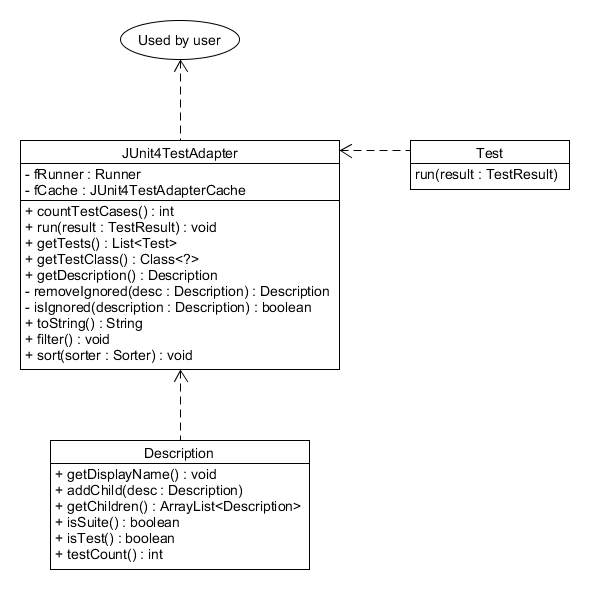 Used by user
JUnit4TestAdapter
- fRunner : Runner
- fCache : JUnit4TestAdapterCache
+ countTestCases() : int
+ run(result : TestResult) : void
+ getTests() : List<Test>
+ getTestClass() : Class<?>
+ getDescription() : Description
- removeIgnored(desc : Description) : Description
- isIgnored(description : Description) : boolean
+ toString() : String
+ filter() : void
+ sort(sorter : Sorter) : void
Test
run(result : TestResult)
Description
+ getDisplayName() : void
+ addChild(desc : Description)
+ getChildren() : ArrayList<Description>
+ isSuite() : boolean
+ isTest() : boolean
+ testCount() : int